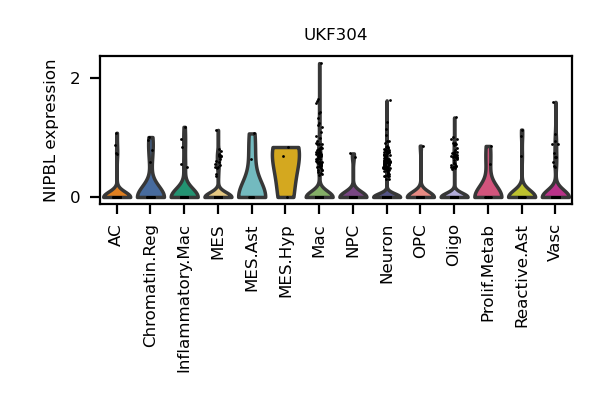 UKF304
NIPBL expression
2
0
AC
Chromatin.Reg
Inflammatory.Mac
MES
MES.Ast
MES.Hyp
Mac
NPC
Neuron
OPC
Oligo
Prolif.Metab
Reactive.Ast
Vasc